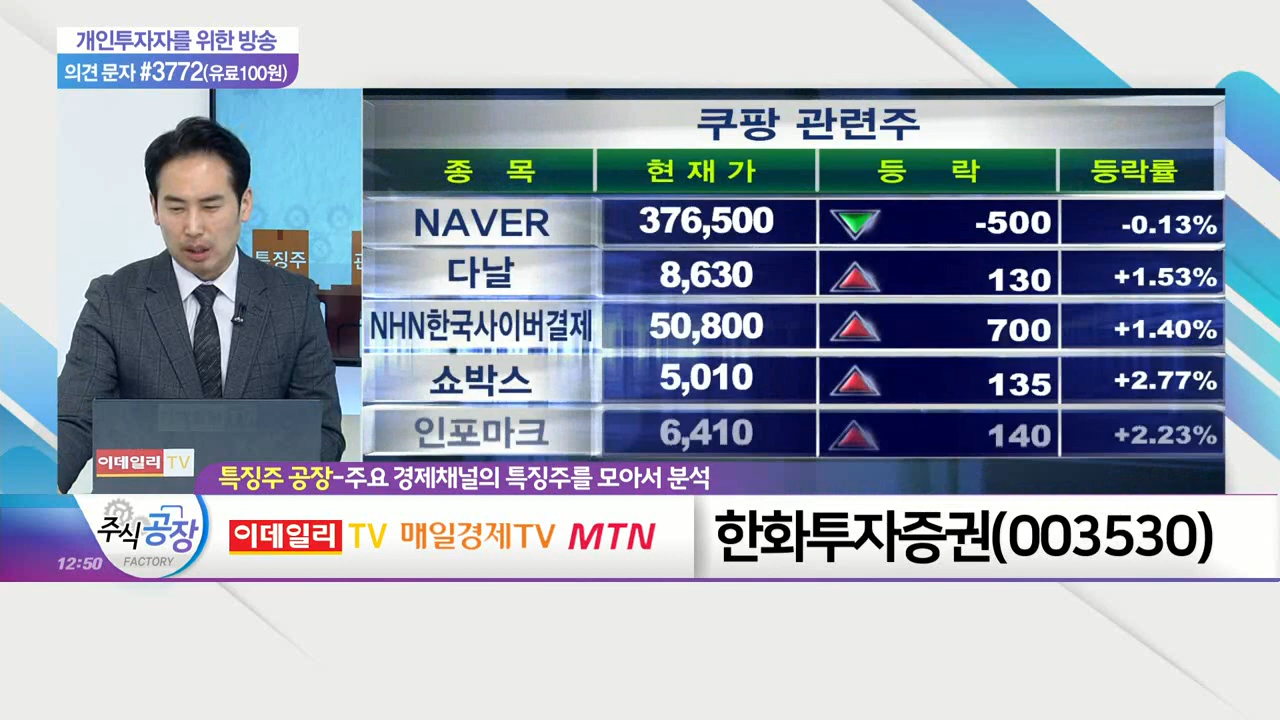 개인투자자를 위한 방송
의견 문자 #3772(유료100원)
쿠팡 관련주
종 목 현 재 가 등 락 등락률
NAVER 376,500 -500 -0.13%
다날 8,630 130 +1.53%
NHN한국사이버결제 50,800 700 +1.40%
쇼박스 5,010 135 +2.77%
인포마크 6,410 140 +2.23%
특징주
이데일리 TV
특징주 공장-주요 경제채널의 특징주를 모아서 분석
주식공장
FACTORY
12:50
이데일리 TV 매일경제TV MTN
한화투자증권(003530)